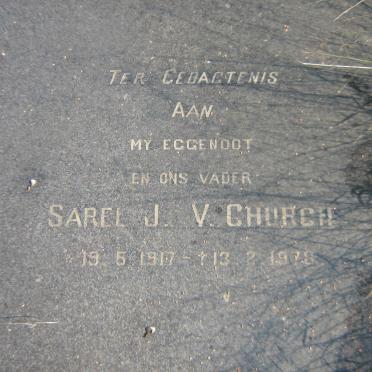 TER GEDAGTENIS
AAN
MY EGGENOOT
EN ONS VADER
SAREL J. V. CHURCH
19. 5. 1917 - †13. 2. 1978